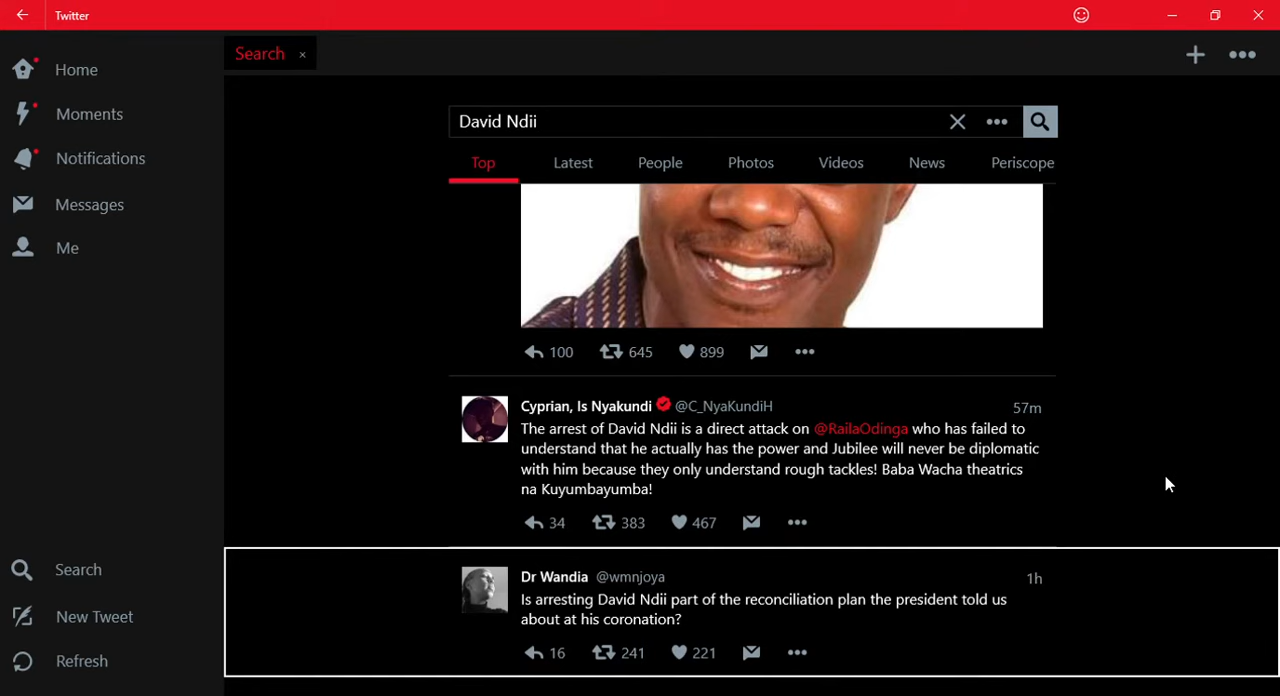 Twitter
Home
Moments
Notifications
Messages
Me
Search
New Tweet
Refresh
Search ×
David Ndii
Top Latest People Photos Videos News Periscope
100 645 899
Cyprian, Is Nyakundi @C_NyaKundiH 57m
The arrest of David Ndii is a direct attack on @RailaOdinga who has failed to
understand that he actually has the power and Jubilee will never be diplomatic
with him because they only understand rough tackles! Baba Wacha theatrics
na Kuyumbayumba!
34 383 467
Dr Wandia @wmnjoya 1h
Is arresting David Ndii part of the reconciliation plan the president told us
about at his coronation?
16 241 221